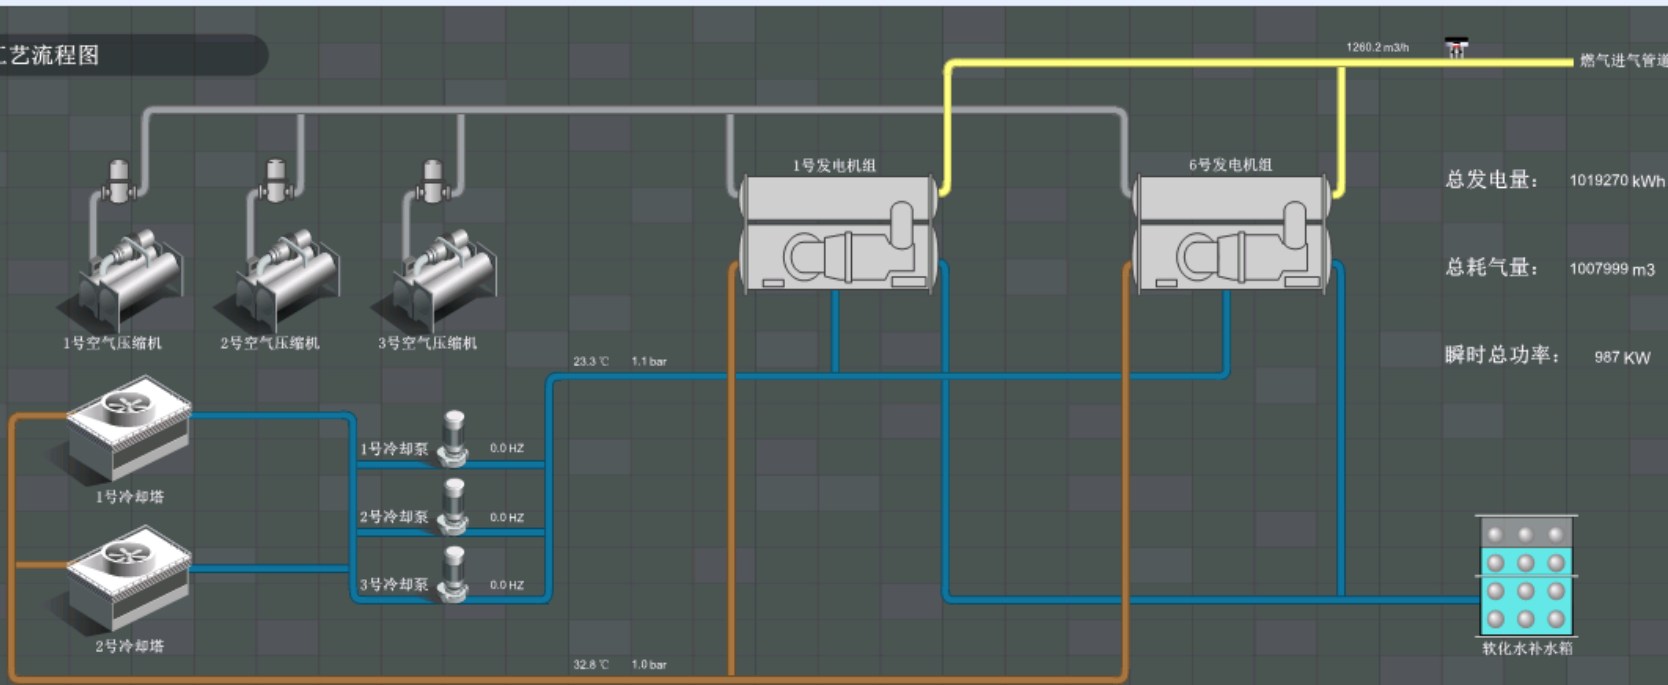 工艺流程图
1260.2 m3/h
燃气进气管道
1号发电机组
6号发电机组
总发电量： 1019270 kWh
总耗气量： 1007999 m3
瞬时总功率： 987 KW
1号空气压缩机
2号空气压缩机
3号空气压缩机
23.3 ℃ 1.1 bar
1号冷却泵 0.0 HZ
1号冷却塔
2号冷却泵 0.0 HZ
3号冷却泵 0.0 HZ
2号冷却塔
软化水补水箱
32.8 ℃ 1.0 bar